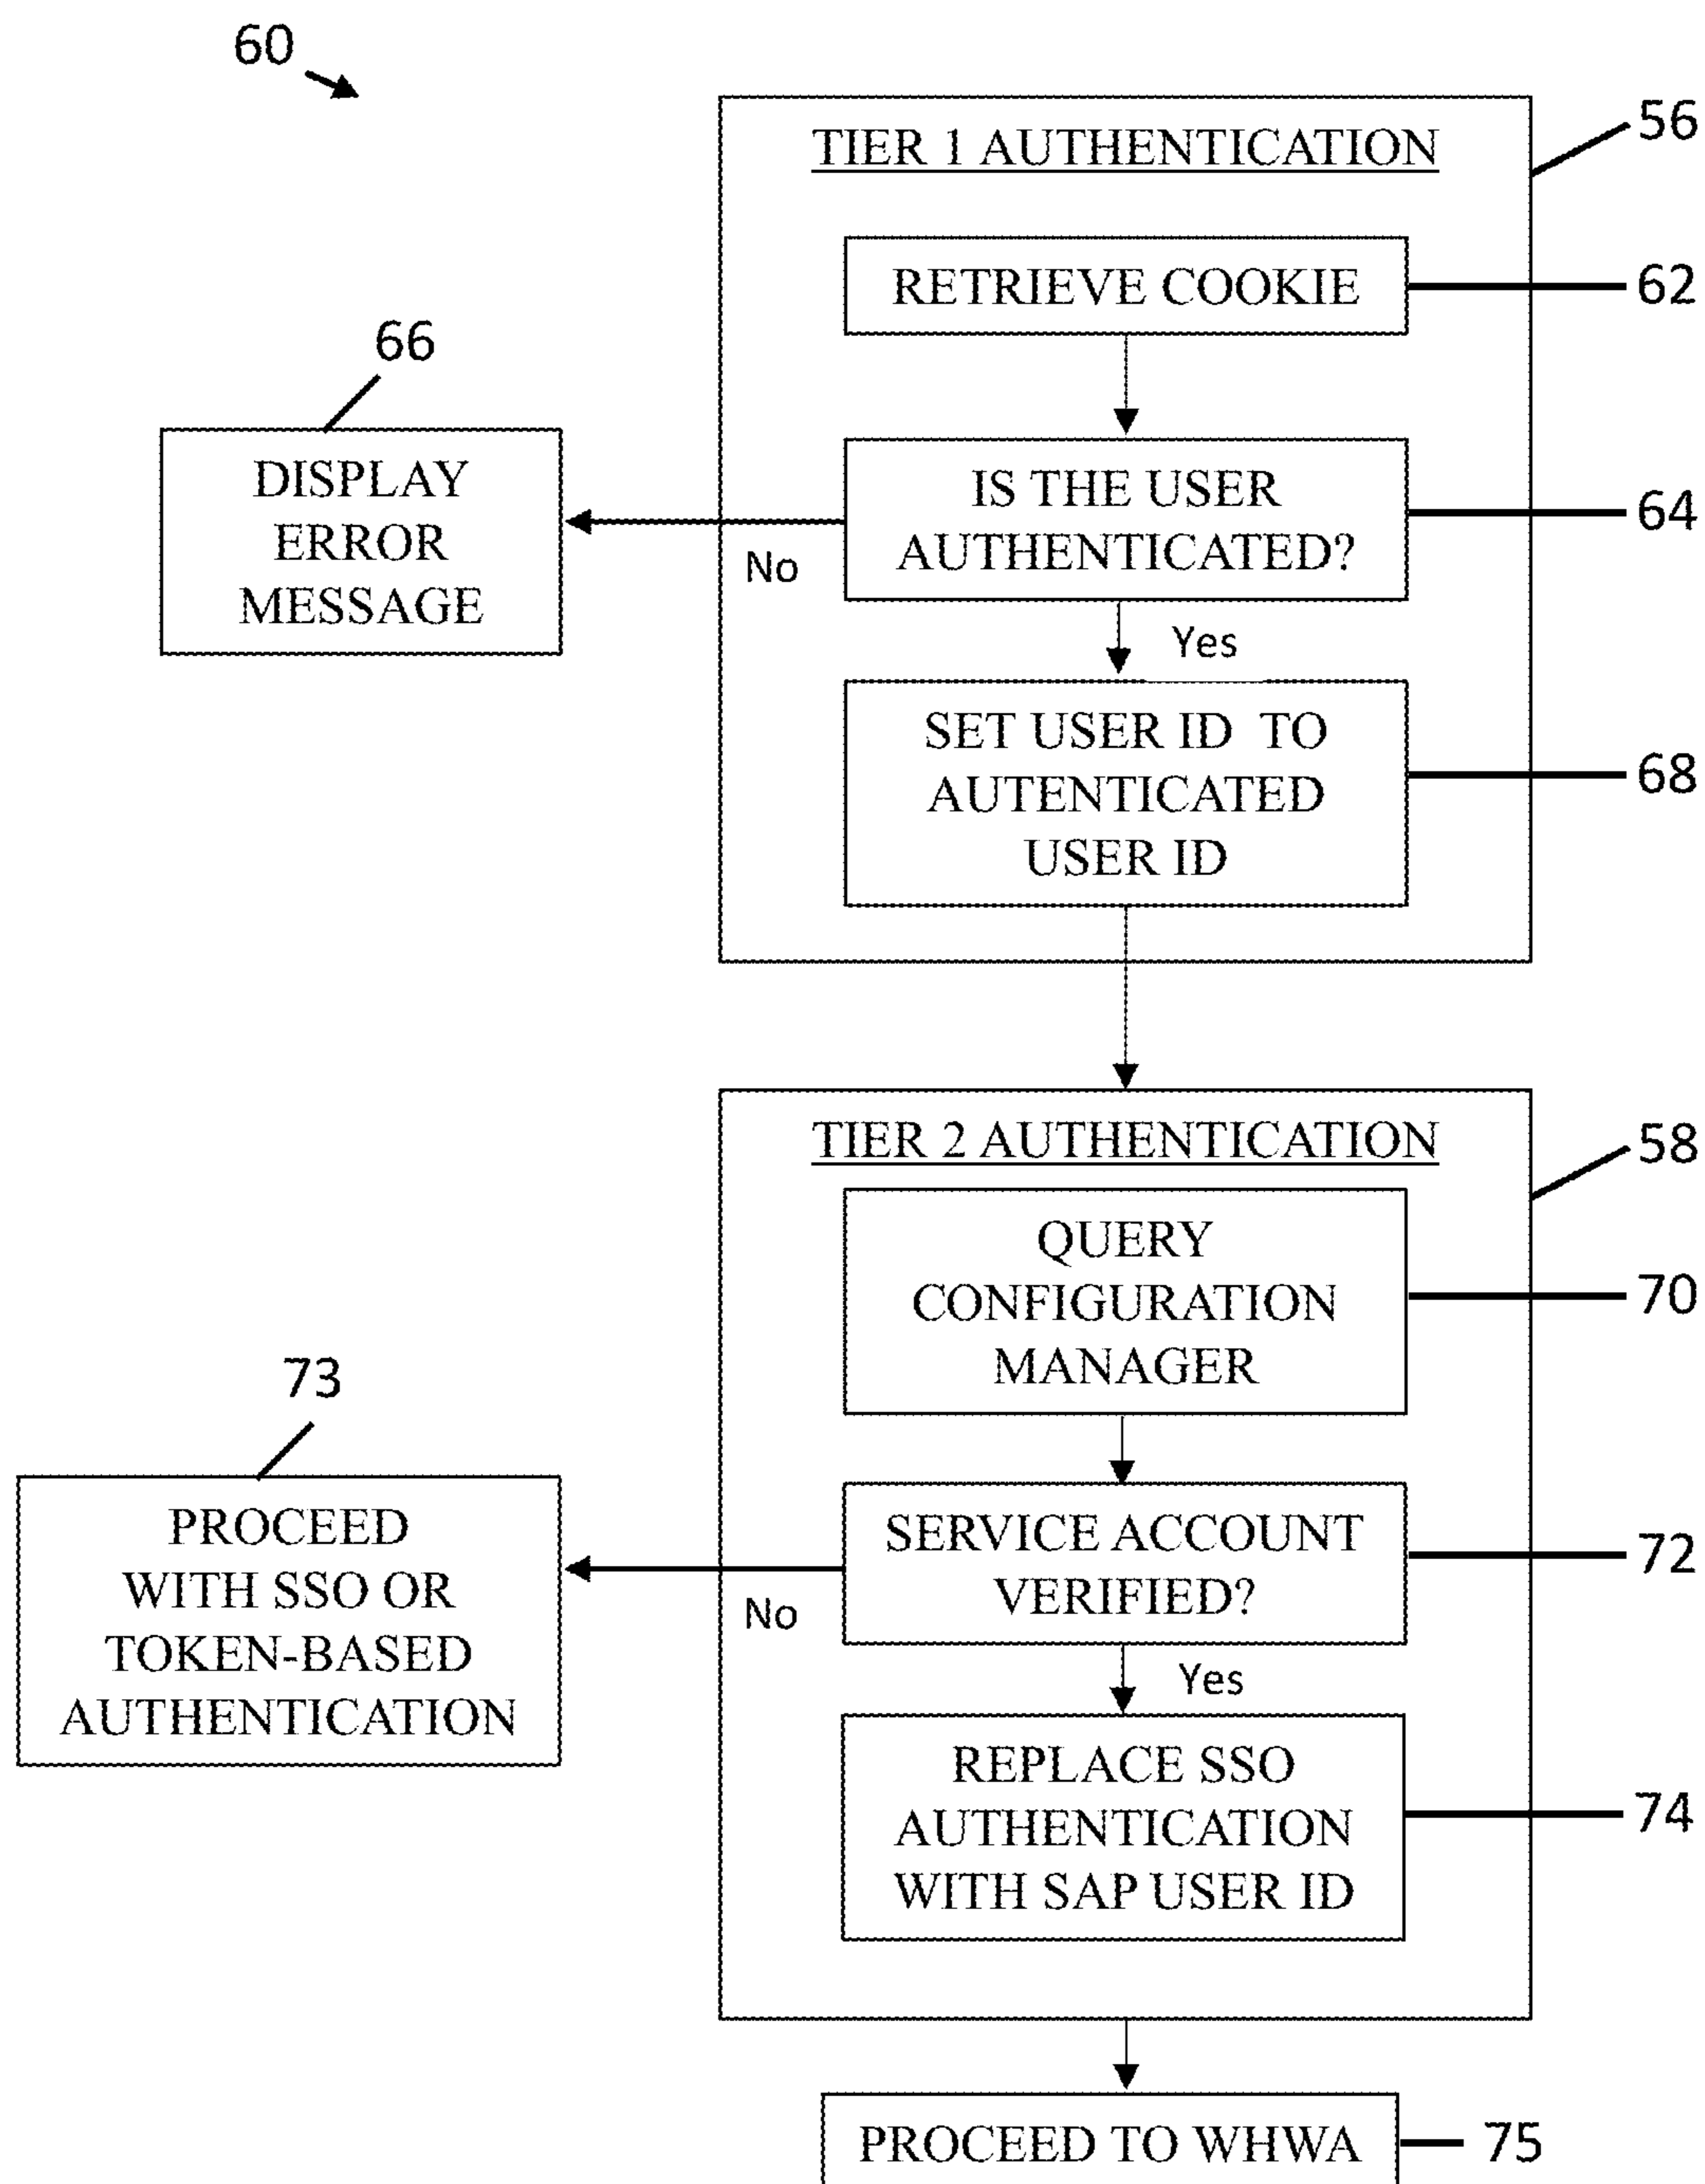 60
TIER 1 AUTHENTICATION
56
RETRIEVE COOKIE
62
66
DISPLAY
ERROR
MESSAGE
No
IS THE USER
AUTHENTICATED?
64
Yes
SET USER ID TO
AUTENTICATED
USER ID
68
TIER 2 AUTHENTICATION
58
QUERY
CONFIGURATION
MANAGER
70
73
PROCEED
WITH SSO OR
TOKEN-BASED
AUTHENTICATION
No
SERVICE ACCOUNT
VERIFIED?
72
Yes
REPLACE SSO
AUTHENTICATION
WITH SAP USER ID
74
PROCEED TO WHWA
75